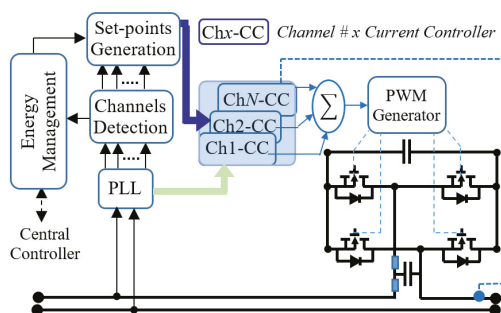 Set-points
Generation
Chx-CC
Channel # x Current Controller
Energy
Management
Channels
Detection
....
....
PLL
Central
Controller
ChN-CC
Ch2-CC
Ch1-CC
∑
PWM
Generator